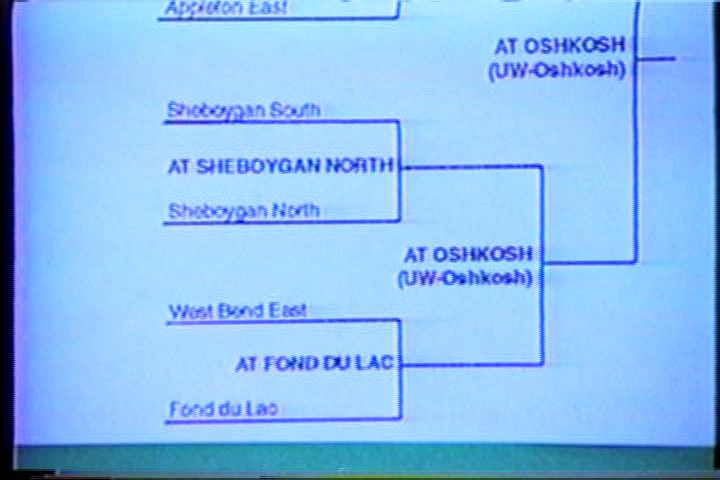 Appleton East
AT OSHKOSH
(UW-Oshkosh)
Sheboygan South
AT SHEBOYGAN NORTH
Sheboygan North
AT OSHKOSH
(UW-Oshkosh)
West Bend East
AT FOND DU LAC
Fond du Lac